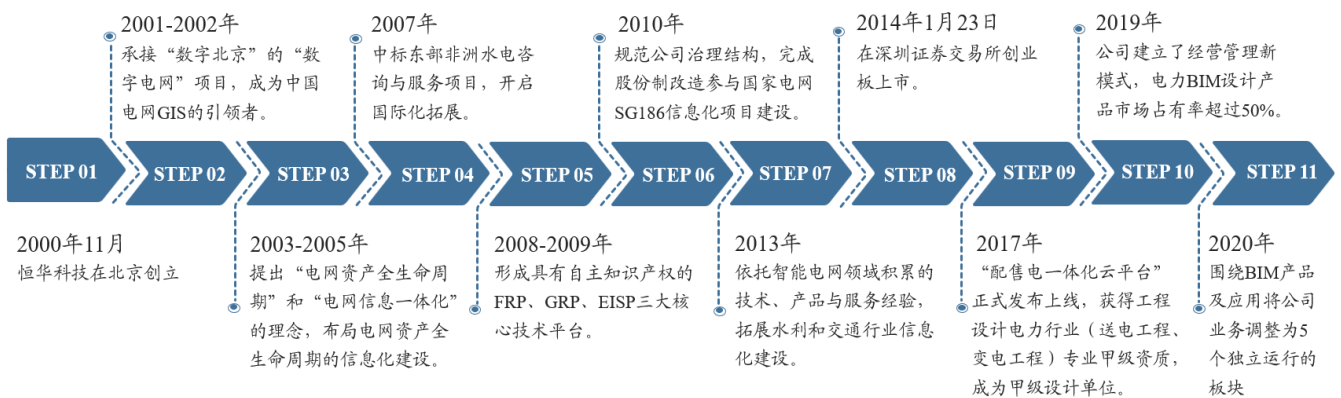 2001-2002年
承接“数字北京”的“数
字电网”项目，成为中国
电网GIS的引领者。
2007年
中标东部非洲水电咨
询与服务项目，开启
国际化拓展。
2010年
规范公司治理结构，完成
股份制改造参与国家电网
SG186信息化项目建设。
2014年1月23日
在深圳证券交易所创业
板上市。
2019年
公司建立了经营管理新
模式，电力BIM设计产
品市场占有率超过50%。
STEP 01
STEP 02
STEP 03
STEP 04
STEP 05
STEP 06
STEP 07
STEP 08
STEP 09
STEP 10
STEP 11
2000年11月
恒华科技在北京创立
2003-2005年
提出“电网资产全生命周
期”和“电网信息一体化”
的理念，布局电网资产全
生命周期的信息化建设。
2008-2009年
形成具有自主知识产权的
FRP、GRP、EISP三大核
心技术平台。
2013年
依托智能电网领域积累的
技术、产品与服务经验，
拓展水利和交通行业信息
化建设。
2017年
“配售电一体化云平台”
正式发布上线，获得工程
设计电力行业（送电工程、
变电工程）专业甲级资质，
成为甲级设计单位。
2020年
围绕BIM产品
及应用将公司
业务调整为5
个独立运行的
板块